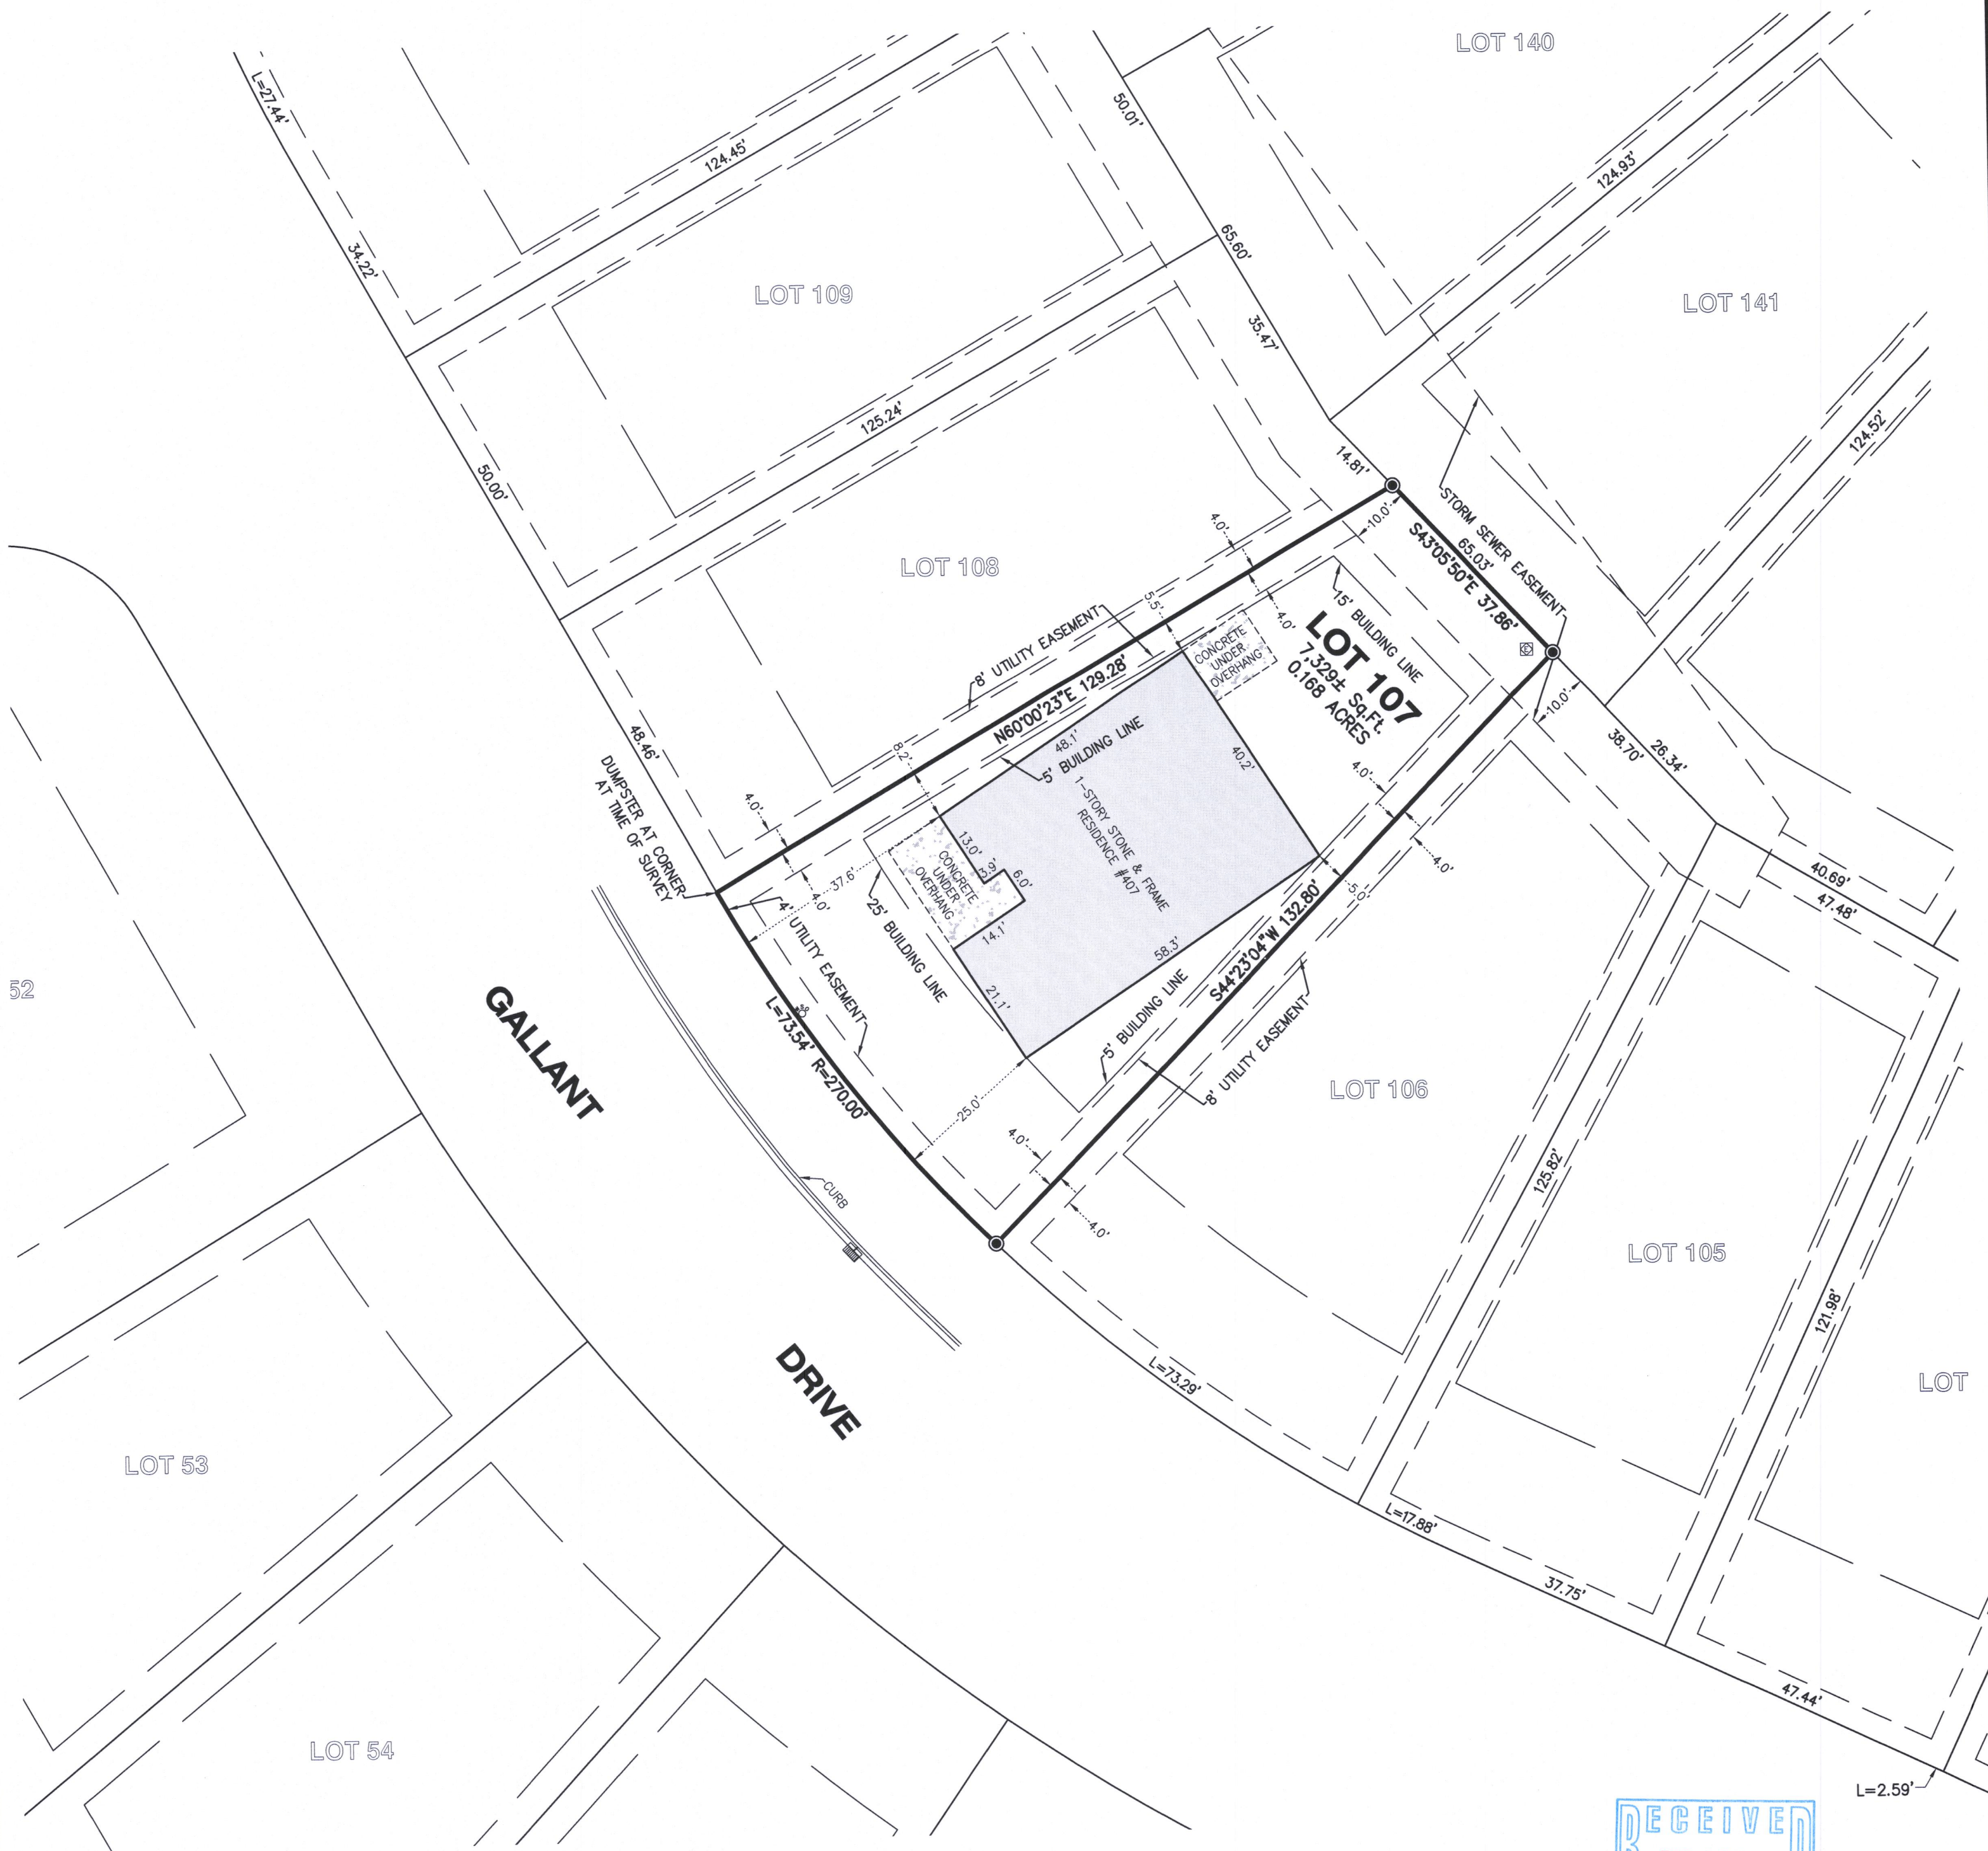 LOT 140
L=27.44'
50.01'
124.45'
124.93'
34.22'
65.60'
LOT 109
LOT 141
35.47'
125.24'
124.52'
50.00'
14.81'
STORM SEWER EASEMENT
10.0'
65.03'
S43°05'50"E 37.86'
4.0'
4.0'
LOT 108
5.5'
15' BUILDING LINE
8' UTILITY EASEMENT
N60°00'23"E 129.28'
CONCRETE
UNDER
OVERHANG
LOT 107
7,329± Sq.Ft.
0.168 ACRES
10.0'
38.70'
26.34'
48.46'
8.2'
48.1'
5' BUILDING LINE
40.2'
DUMPSTER AT CORNER
AT TIME OF SURVEY
4.0'
4.0'
37.6'
1-STORY STONE & FRAME
RESIDENCE #407
13.0'
3.9'
6.0'
CONCRETE
UNDER
OVERHANG
14.1'
4.0'
4.0'
5.0'
40.69'
47.48'
4' UTILITY EASEMENT
25' BUILDING LINE
58.3'
21.1'
S44°23'04"W 132.80'
52
GALLANT
L=73.54' R=270.00'
5' BUILDING LINE
8' UTILITY EASEMENT
LOT 106
25.0'
4.0'
4.0'
CURB
125.82'
LOT 105
121.98'
DRIVE
L=73.29'
LOT
LOT 53
L=17.88'
37.75'
47.44'
LOT 54
L=2.59'
RECEIVED